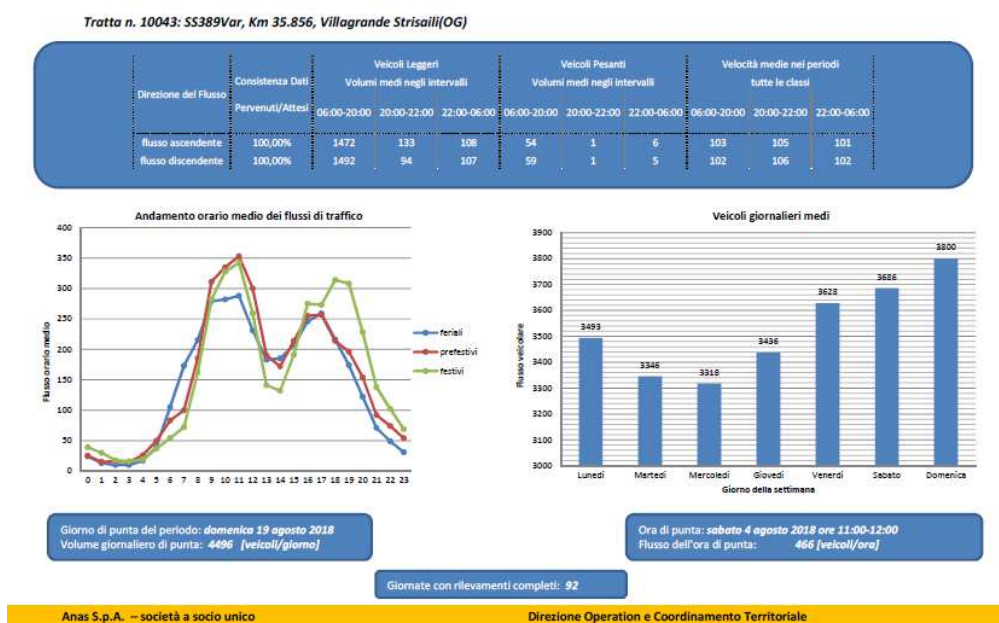 Tratta n. 10043: SS389Var, Km 35.856, Villagrande Strisaili(OG)
Direzione del Flusso
Consistenza Dati
Pervenuti/Attesi
Veicoli Leggeri
Volumi medi negli intervalli
Veicoli Pesanti
Volumi medi negli intervalli
Velocità medie nei periodi
tutte le classi
06:00-20:00 20:00-22:00 22:00-06:00 06:00-20:00 20:00-22:00 22:00-06:00 06:00-20:00 20:00-22:00 22:00-06:00
flusso ascendente 100,00% 1472 133 108 54 1 6 103 105 101
flusso discendente 100,00% 1492 94 107 59 1 5 102 106 102
Andamento orario medio dei flussi di traffico
Flusso orario medio
400
350
300
250
200
150
100
50
0
0 1 2 3 4 5 6 7 8 9 10 11 12 13 14 15 16 17 18 19 20 21 22 23
feriali
prefestivi
festivi
Veicoli giornalieri medi
Flusso veicolare
3900
3800
3700
3600
3500
3400
3300
3200
3100
3000
3493
3346
3318
3436
3628
3686
3800
Lunedì Martedì Mercoledì Giovedì Venerdì Sabato Domenica
Giorno della settimana
Giorno di punta del periodo: domenica 19 agosto 2018
Volume giornaliero di punta: 4496 [veicoli/giorno]
Ora di punta: sabato 4 agosto 2018 ore 11:00-12:00
Flusso dell'ora di punta: 466 [veicoli/ora]
Giornate con rilevamenti completi: 92
Anas S.p.A. – società a socio unico
Direzione Operation e Coordinamento Territoriale